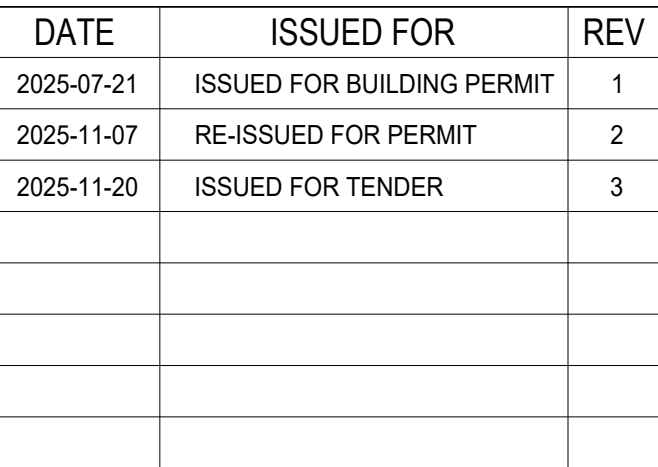 DATE ISSUED FOR REV
2025-07-21 ISSUED FOR BUILDING PERMIT 1
2025-11-07 RE-ISSUED FOR PERMIT 2
2025-11-20 ISSUED FOR TENDER 3